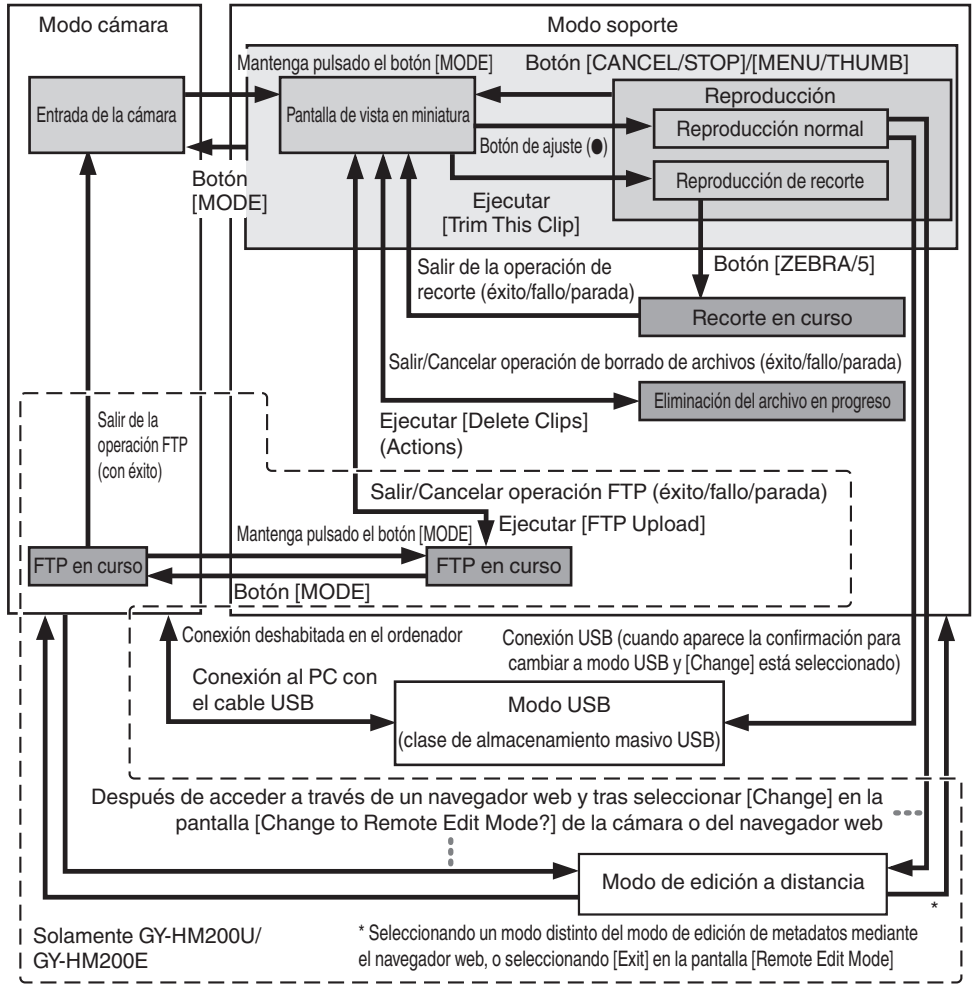 Modo cámara
Modo soporte
Mantenga pulsado el botón [MODE]
Botón [CANCEL/STOP]/[MENU/THUMB]
Entrada de la cámara
Pantalla de vista en miniatura
Reproducción
Reproducción normal
Botón de ajuste (●)
Reproducción de recorte
Botón
[MODE]
Ejecutar
[Trim This Clip]
Botón [ZEBRA/5]
Salir de la operación de
recorte (éxito/fallo/parada)
Recorte en curso
Salir/Cancelar operación de borrado de archivos (éxito/fallo/parada)
Eliminación del archivo en progreso
Ejecutar [Delete Clips]
(Actions)
Salir de la
operación FTP
(con éxito)
Salir/Cancelar operación FTP (éxito/fallo/parada)
Ejecutar [FTP Upload]
Mantenga pulsado el botón [MODE]
FTP en curso
FTP en curso
Botón [MODE]
Conexión deshabitada en el ordenador
Conexión USB (cuando aparece la confirmación para
cambiar a modo USB y [Change] está seleccionado)
Conexión al PC con
el cable USB
Modo USB
(clase de almacenamiento masivo USB)
Después de acceder a través de un navegador web y tras seleccionar [Change] en la
pantalla [Change to Remote Edit Mode?] de la cámara o del navegador web
Modo de edición a distancia
*
Solamente GY-HM200U/
GY-HM200E
* Seleccionando un modo distinto del modo de edición de metadatos mediante
el navegador web, o seleccionando [Exit] en la pantalla [Remote Edit Mode]